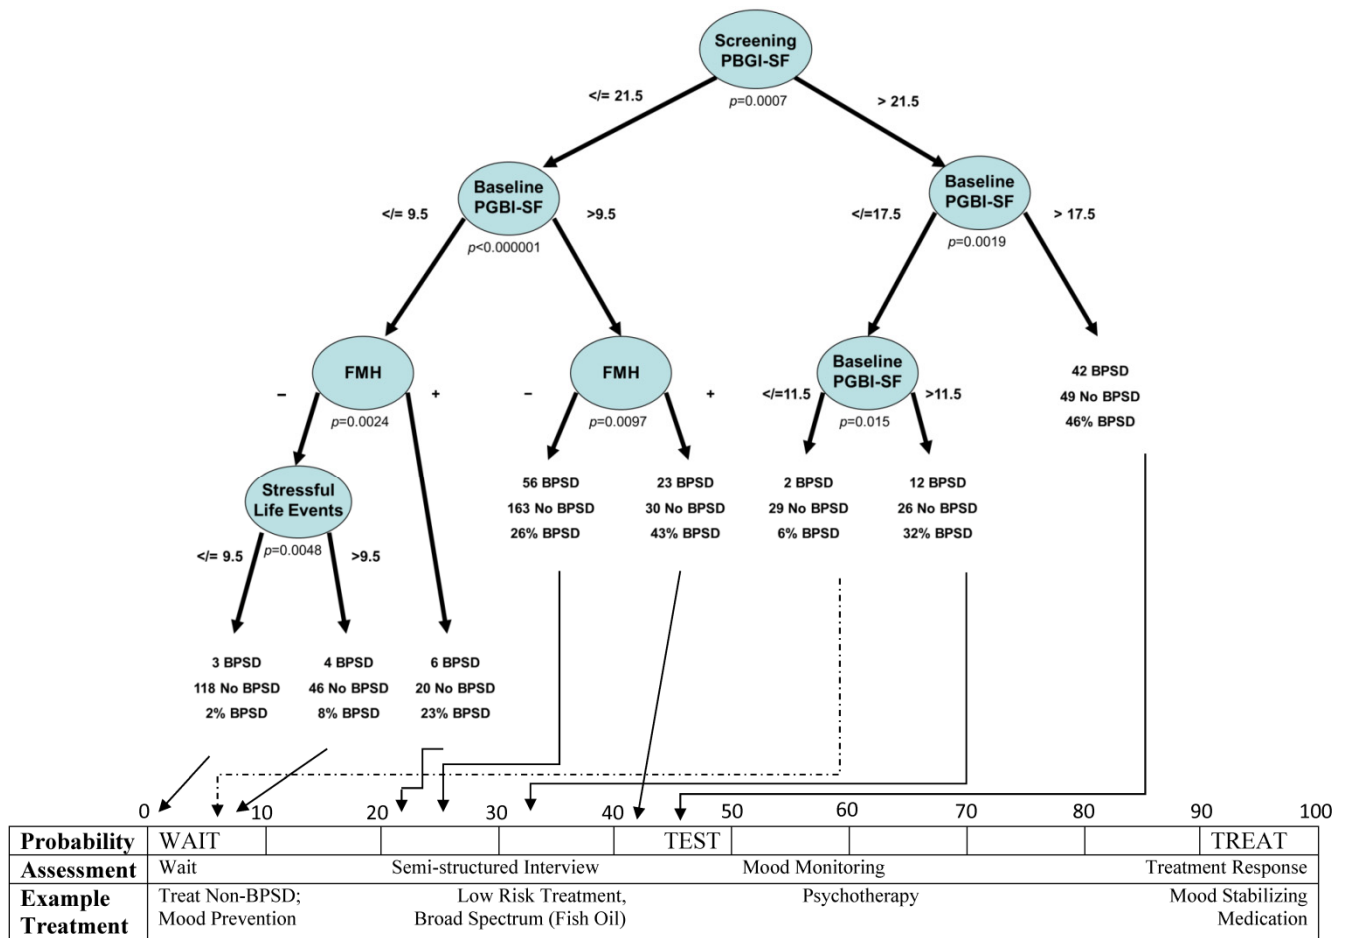 Screening
PBGI-SF
p=0.0007
</= 21.5
> 21.5
Baseline
PGBI-SF
p<0.000001
</= 9.5
>9.5
Baseline
PGBI-SF
p=0.0019
</=17.5
> 17.5
FMH
p=0.0024
–
+
FMH
p=0.0097
–
+
Baseline
PGBI-SF
p=0.015
</=11.5
>11.5
42 BPSD
49 No BPSD
46% BPSD
Stressful
Life Events
p=0.0048
</= 9.5
>9.5
56 BPSD
163 No BPSD
26% BPSD
23 BPSD
30 No BPSD
43% BPSD
2 BPSD
29 No BPSD
6% BPSD
12 BPSD
26 No BPSD
32% BPSD
3 BPSD
118 No BPSD
2% BPSD
4 BPSD
46 No BPSD
8% BPSD
6 BPSD
20 No BPSD
23% BPSD
0 10 20 30 40 50 60 70 80 90 100
Probability WAIT TEST TREAT
Assessment Wait Semi-structured Interview Mood Monitoring Treatment Response
Example Treat Non-BPSD; Low Risk Treatment, Psychotherapy Mood Stabilizing
Treatment Mood Prevention Broad Spectrum (Fish Oil) Medication